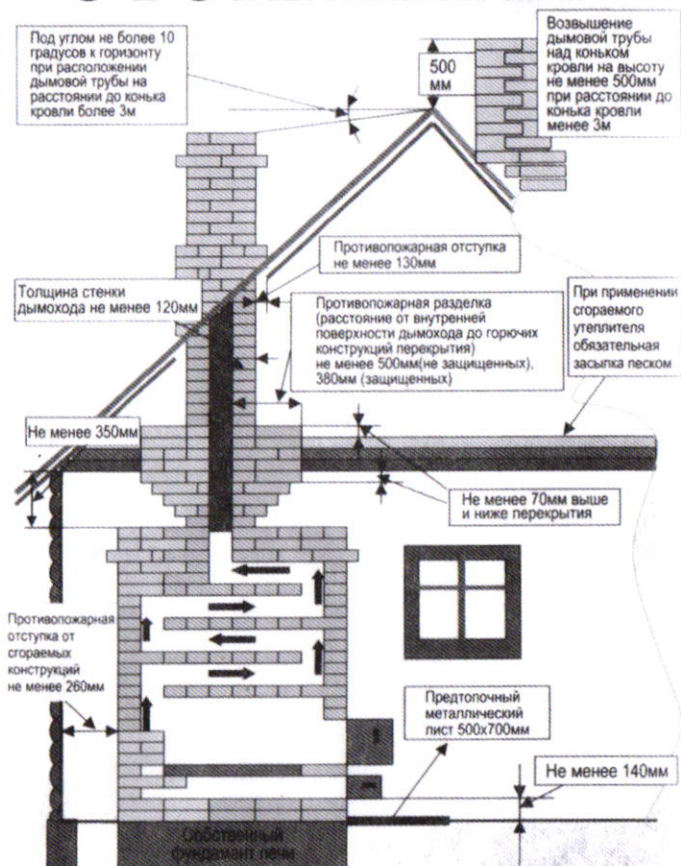 Под углом не более 10
градусов к горизонту
при расположении
дымовой трубы на
расстоянии до конька
кровли более 3м
500
мм
Возвышение
дымовой трубы
над коньком
кровли на высоту
не менее 500мм
при расстоянии до
конька кровли
менее 3м
Противопожарная отступка
не менее 130мм
Толщина стенки
дымохода не менее 120мм
Противопожарная разделка
(расстояние от внутренней
поверхности дымохода до горючих
конструкций перекрытия)
не менее 500мм(не защищенных),
380мм (защищенных)
При применении
сгораемого
утеплителя
обязательная
засыпка песком
Не менее 350мм
Не менее 70мм выше
и ниже перекрытия
Противопожарная
отступка от
сгораемых
конструкций
не менее 260мм
Предтопочный
металлический
лист 500х700мм
Не менее 140мм
Собственный
фундамент печи